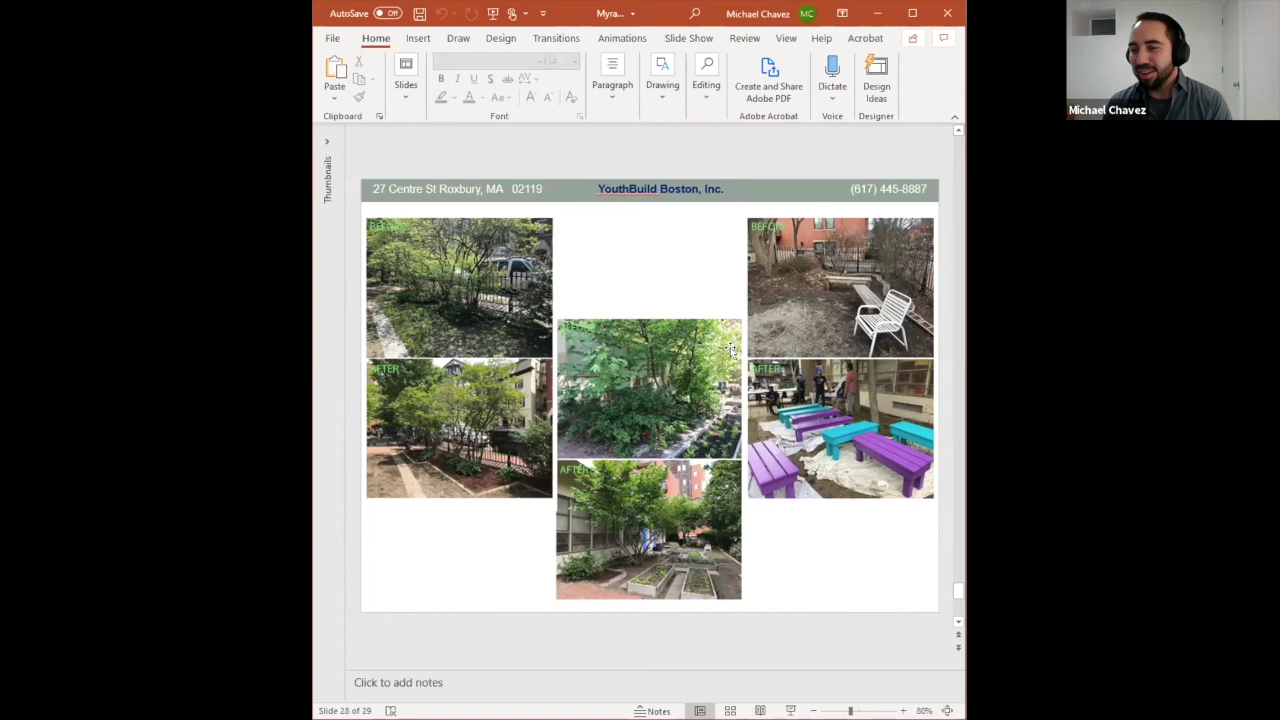 AutoSave Off Myra... Michael Chavez MC
File Home Insert Draw Design Transitions Animations Slide Show Review View Help Acrobat
Paste Slides B I U S ab AV Aa A A Paragraph Drawing Editing Create and Share Adobe PDF Dictate Design Ideas
Clipboard Font Adobe Acrobat Voice Designer
Michael Chavez
Thumbnails
27 Centre St Roxbury, MA 02119 YouthBuild Boston, Inc. (617) 445-8887
BEFORE
BEFORE
AFTER
AFTER
AFTER
Click to add notes
Slide 28 of 29 Notes 80%